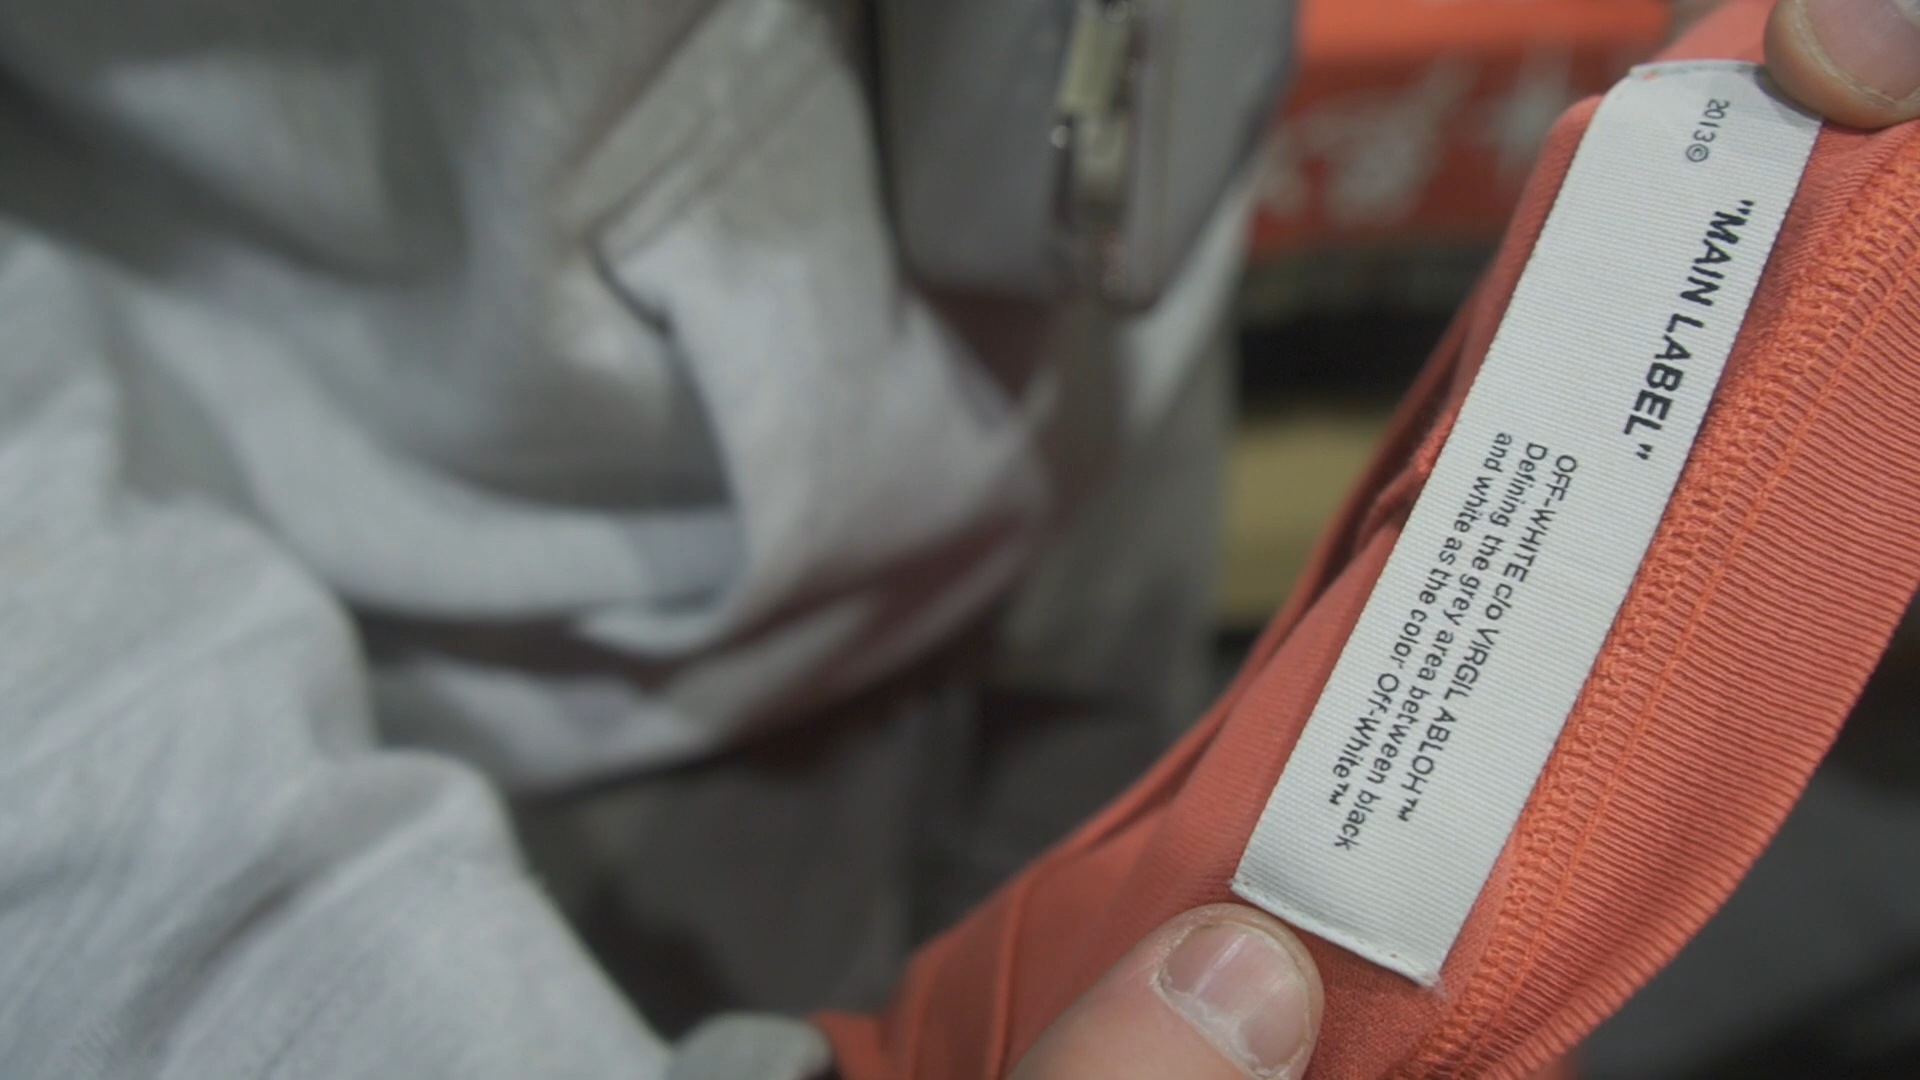 "MAIN LABEL"
2013©
OFF-WHITE c/o VIRGIL ABLOH™
Defining the grey area between black
and white as the color Off-White™